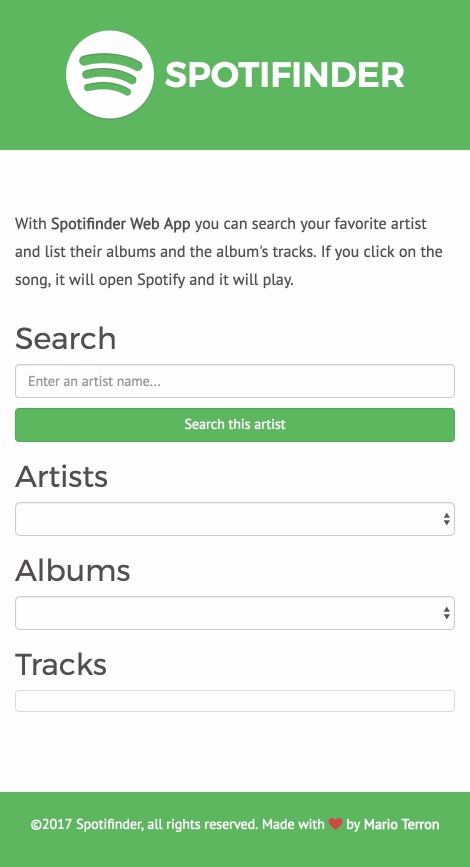 SPOTIFINDER
With Spotifinder Web App you can search your favorite artist
and list their albums and the album's tracks. If you click on the
song, it will open Spotify and it will play.
Search
Enter an artist name...
Search this artist
Artists
Albums
Tracks
©2017 Spotifinder, all rights reserved. Made with ❤ by Mario Terron